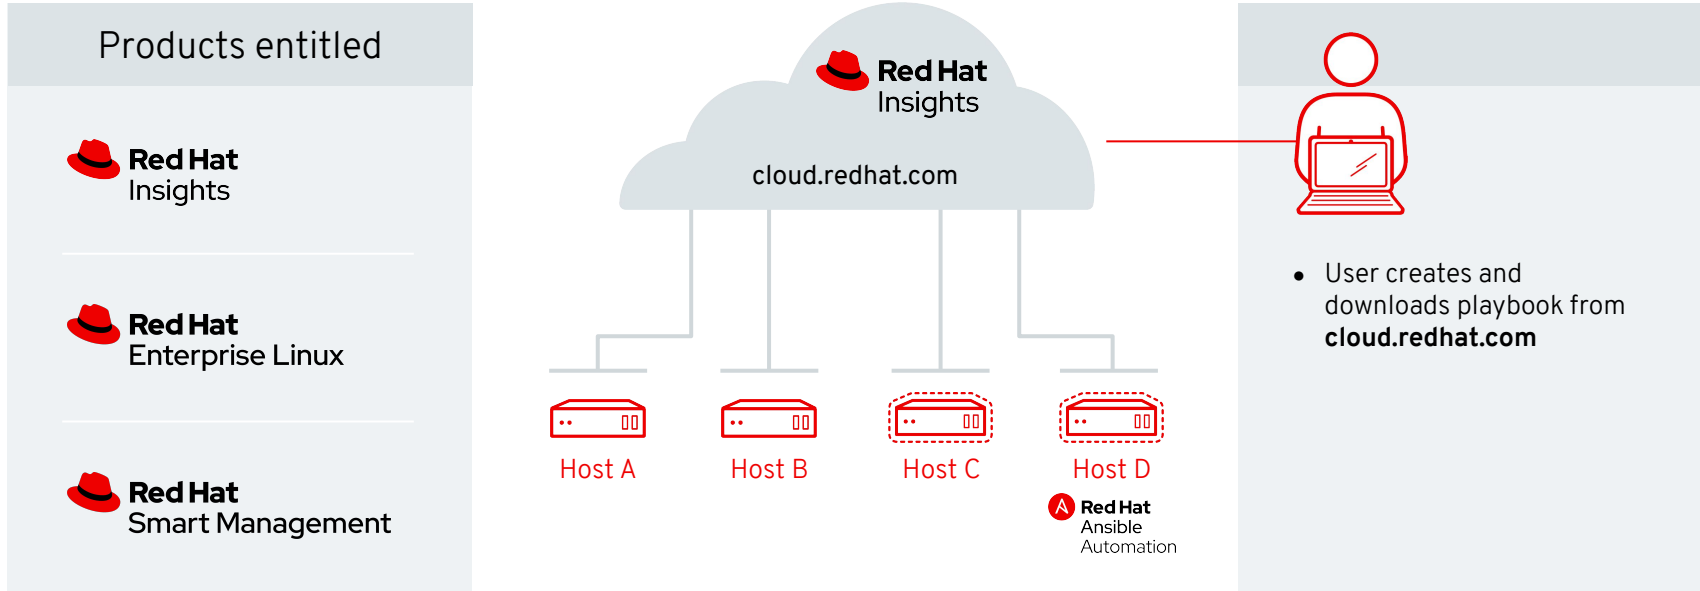 Products entitled
Red Hat
Insights
Red Hat
Enterprise Linux
Red Hat
Smart Management
Red Hat
Insights
cloud.redhat.com
Host A
Host B
Host C
Host D
Red Hat
Ansible
Automation
• User creates and
downloads playbook from
cloud.redhat.com